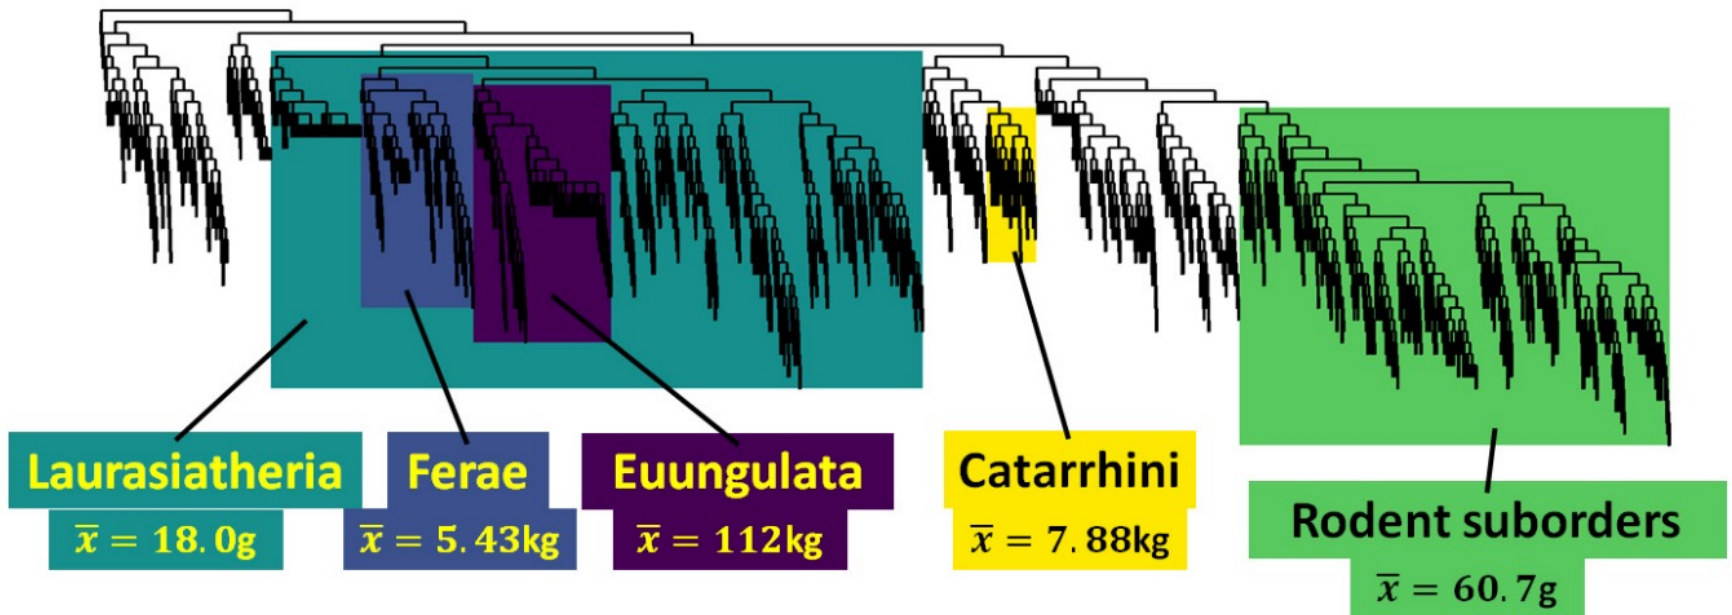 Laurasiatheria
x̄ = 18.0g
Ferae
x̄ = 5.43kg
Euungulata
x̄ = 112kg
Catarrhini
x̄ = 7.88kg
Rodent suborders
x̄ = 60.7g